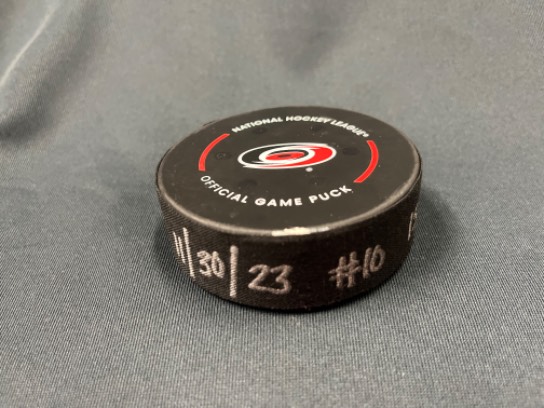 NATIONAL HOCKEY LEAGUE®
®
OFFICIAL GAME PUCK
11/30/23 #10